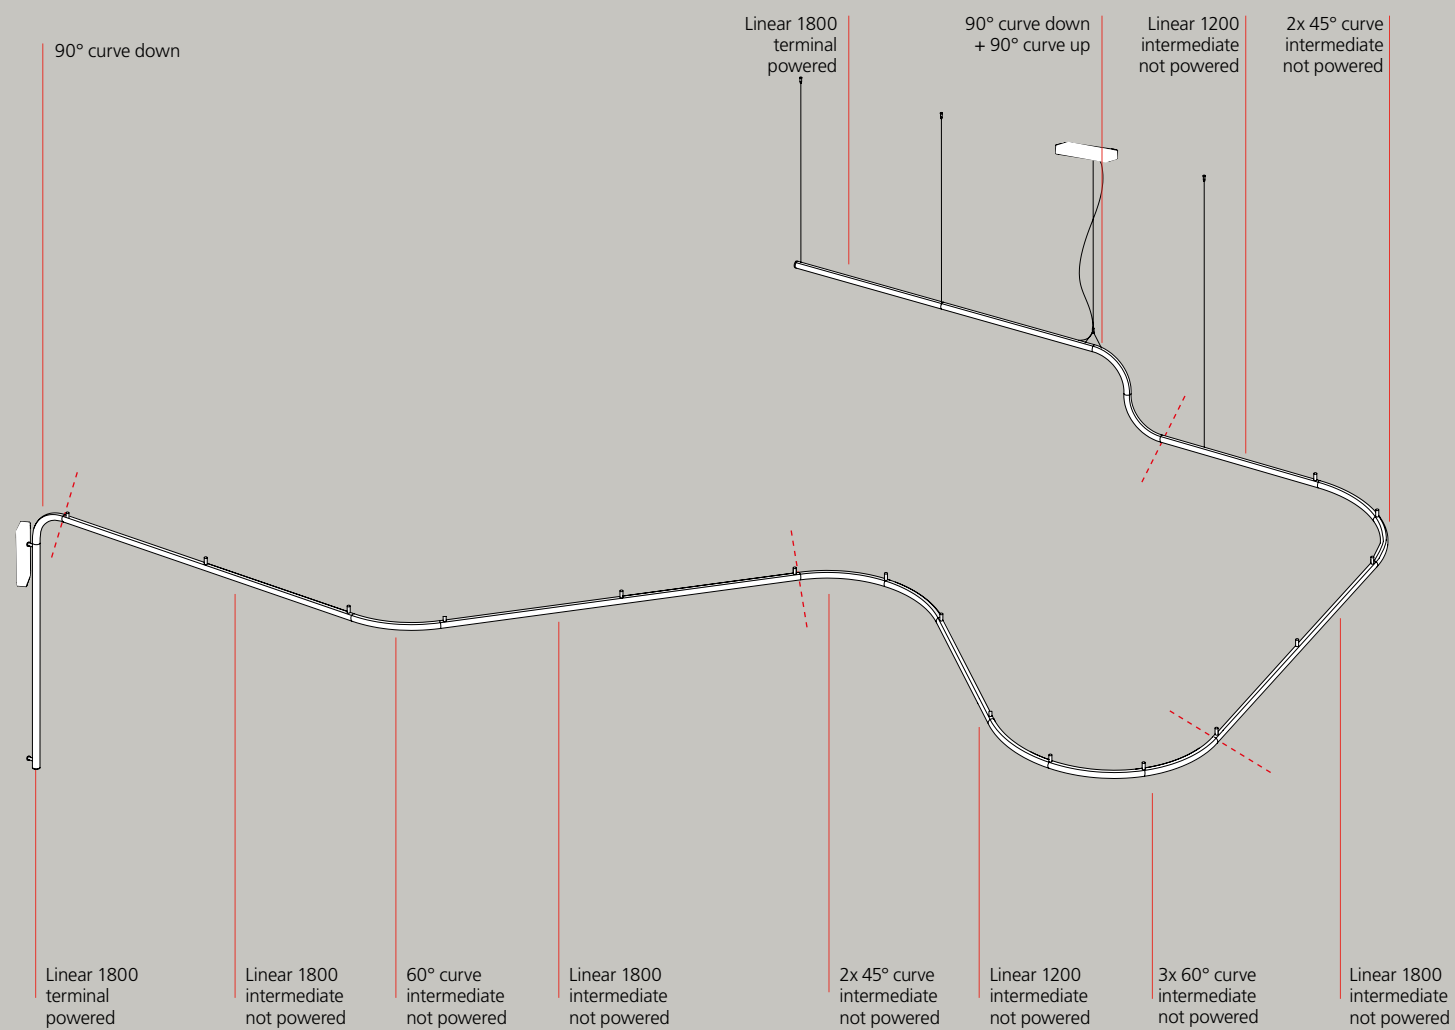 90° curve down
Linear 1800
terminal
powered
90° curve down
+ 90° curve up
Linear 1200
intermediate
not powered
2x 45° curve
intermediate
not powered
Linear 1800
terminal
powered
Linear 1800
intermediate
not powered
60° curve
intermediate
not powered
Linear 1800
intermediate
not powered
2x 45° curve
intermediate
not powered
Linear 1200
intermediate
not powered
3x 60° curve
intermediate
not powered
Linear 1800
intermediate
not powered